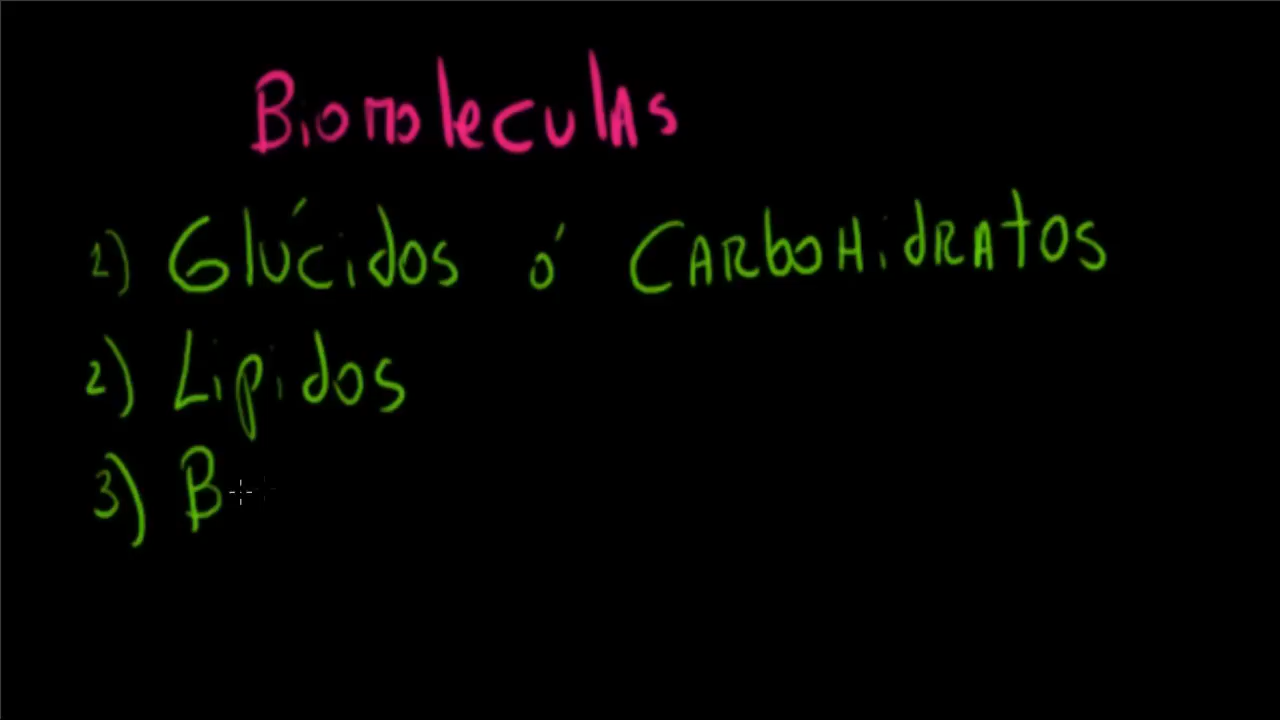 Biomoleculas
1) Glúcidos ó Carbohidratos
2) Lipidos
3) B